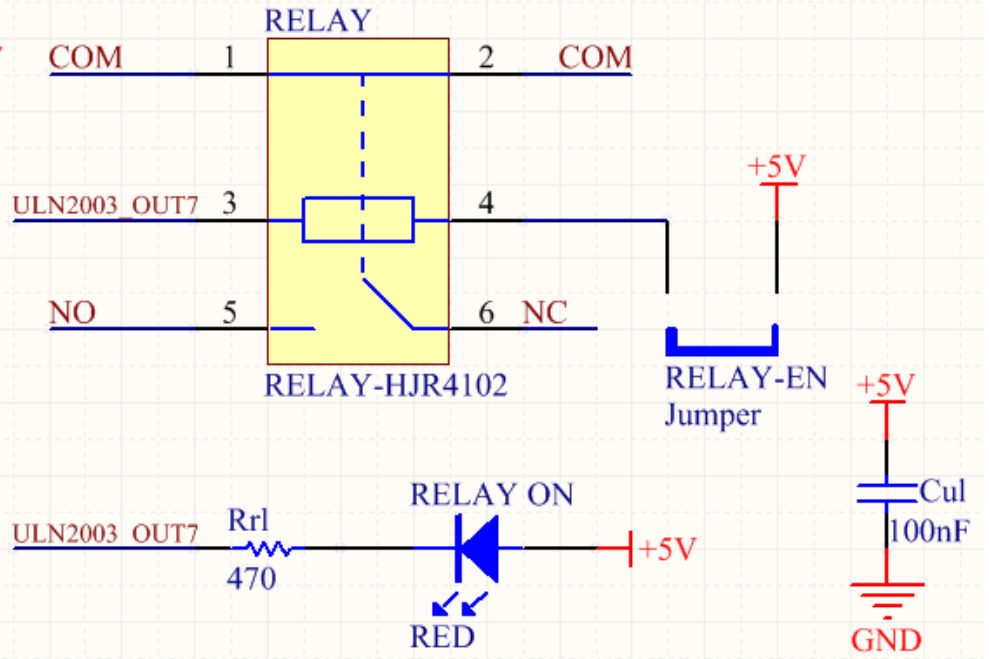 RELAY
COM 1 2 COM
+5V
ULN2003_OUT7 3 4
NO 5 6 NC
RELAY-HJR4102
RELAY-EN
Jumper
+5V
RELAY ON
Cul
100nF
ULN2003_OUT7 Rrl
470
+5V
RED
GND